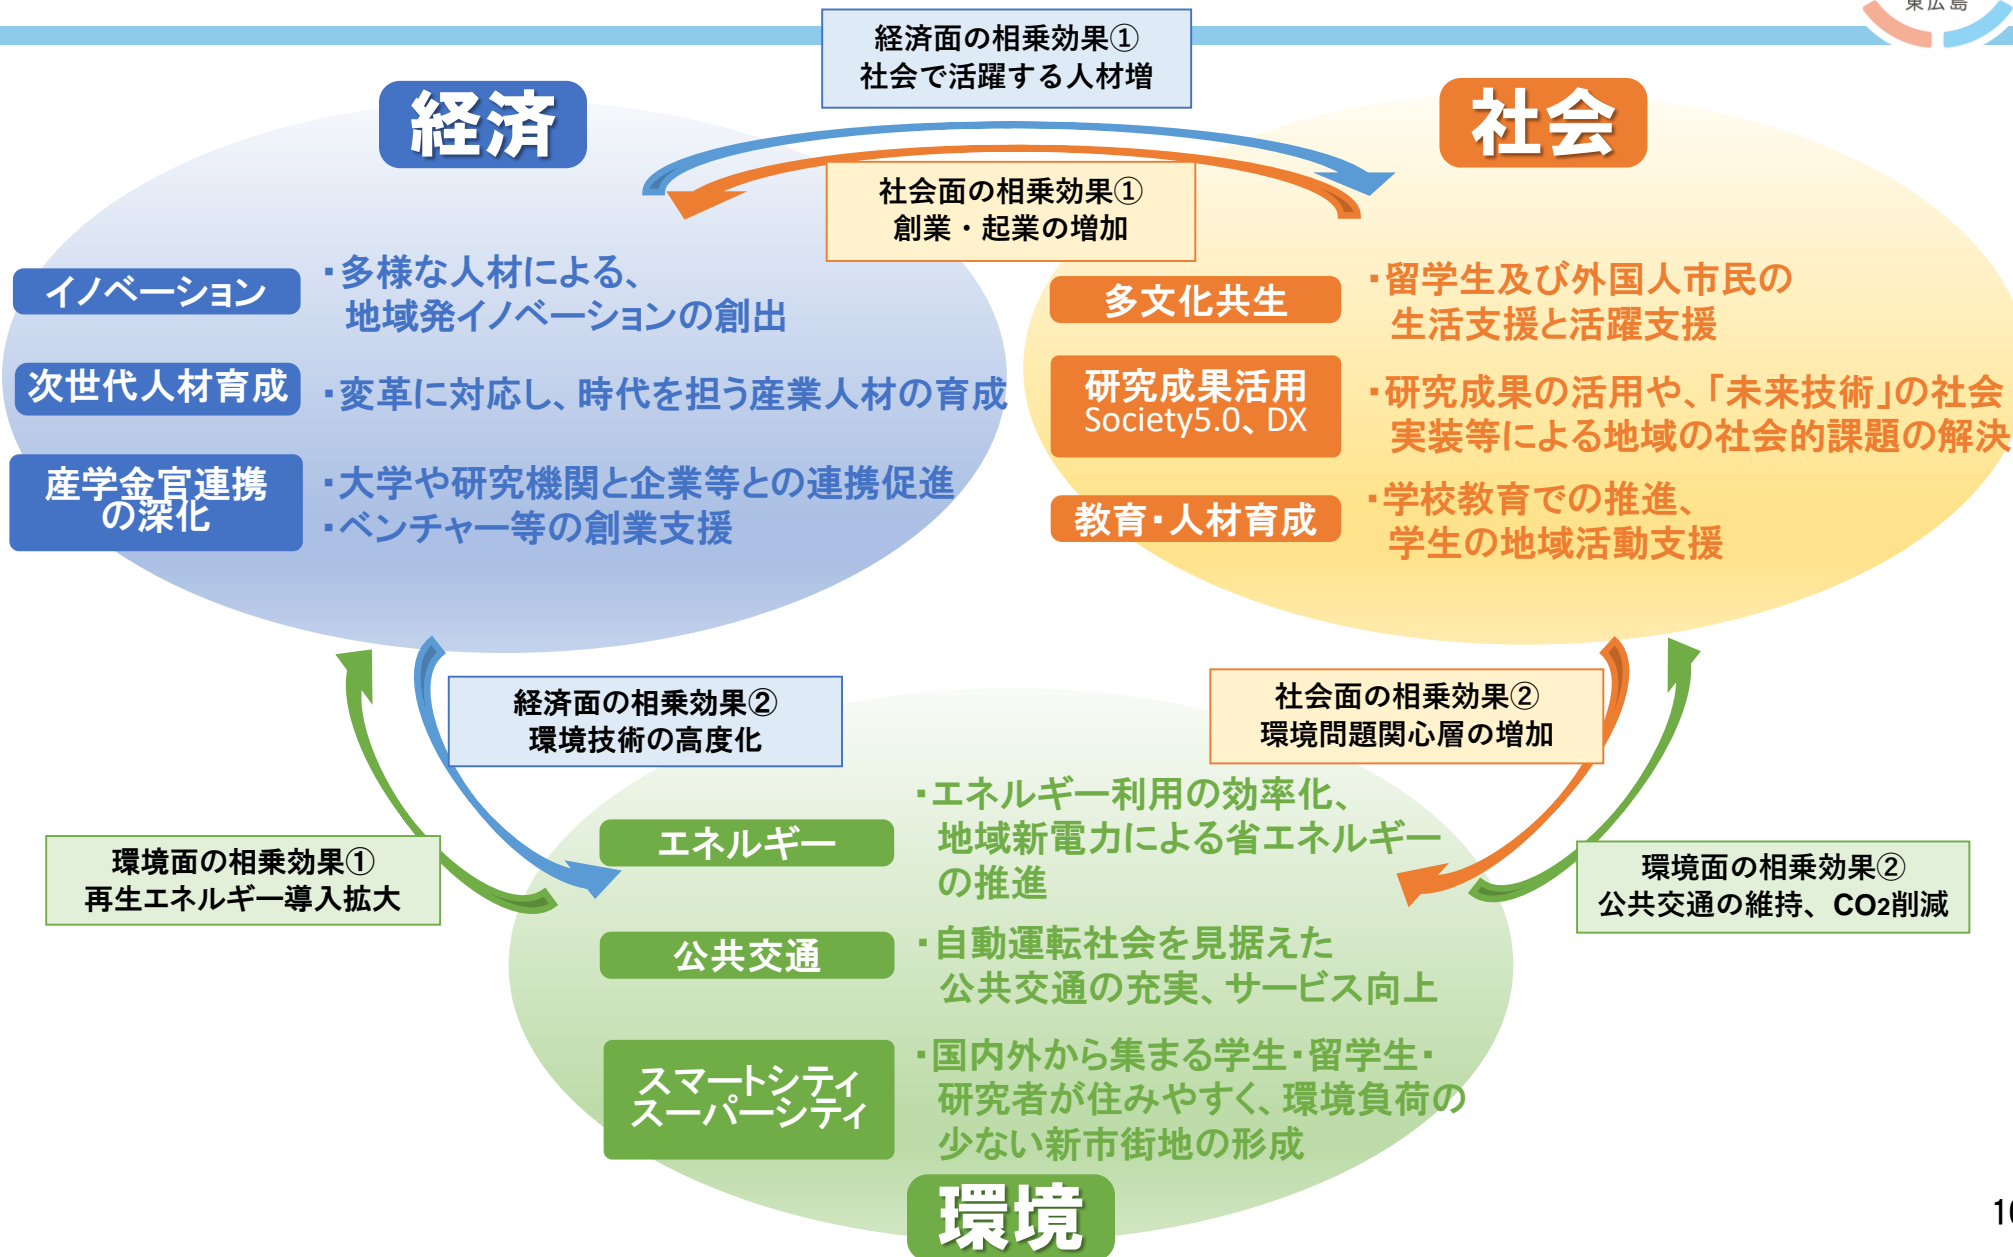 東広島
経済面の相乗効果①
社会で活躍する人材増
経済
社会
社会面の相乗効果①
創業・起業の増加
イノベーション
・多様な人材による、
地域発イノベーションの創出
次世代人材育成
・変革に対応し、時代を担う産業人材の育成
産学金官連携
の深化
・大学や研究機関と企業等との連携促進
・ベンチャー等の創業支援
多文化共生
・留学生及び外国人市民の
生活支援と活躍支援
研究成果活用
Society5.0、DX
・研究成果の活用や、「未来技術」の社会
実装等による地域の社会的課題の解決
教育・人材育成
・学校教育での推進、
学生の地域活動支援
経済面の相乗効果②
環境技術の高度化
社会面の相乗効果②
環境問題関心層の増加
環境面の相乗効果①
再生エネルギー導入拡大
環境面の相乗効果②
公共交通の維持、CO2削減
エネルギー
・エネルギー利用の効率化、
地域新電力による省エネルギー
の推進
公共交通
・自動運転社会を見据えた
公共交通の充実、サービス向上
スマートシティ
スーパーシティ
・国内外から集まる学生・留学生・
研究者が住みやすく、環境負荷の
少ない新市街地の形成
環境